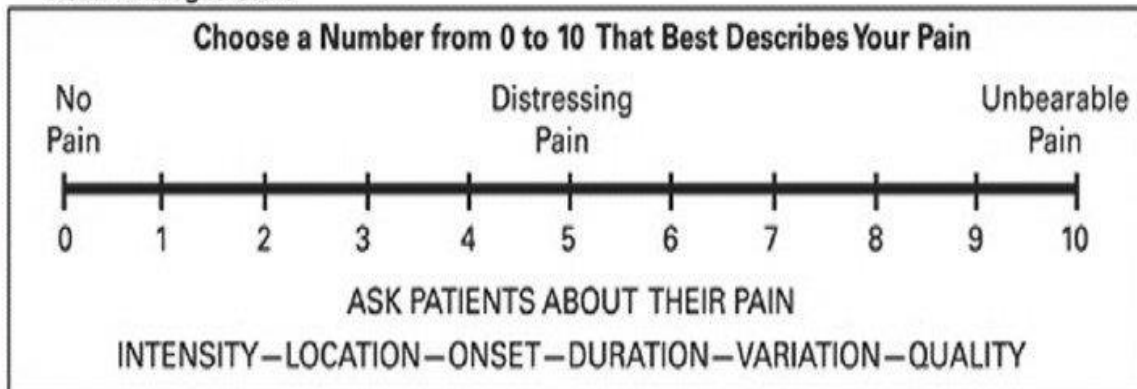 Choose a Number from 0 to 10 That Best Describes Your Pain
No Pain
Distressing Pain
Unbearable Pain
0 1 2 3 4 5 6 7 8 9 10
ASK PATIENTS ABOUT THEIR PAIN
INTENSITY–LOCATION–ONSET–DURATION–VARIATION–QUALITY